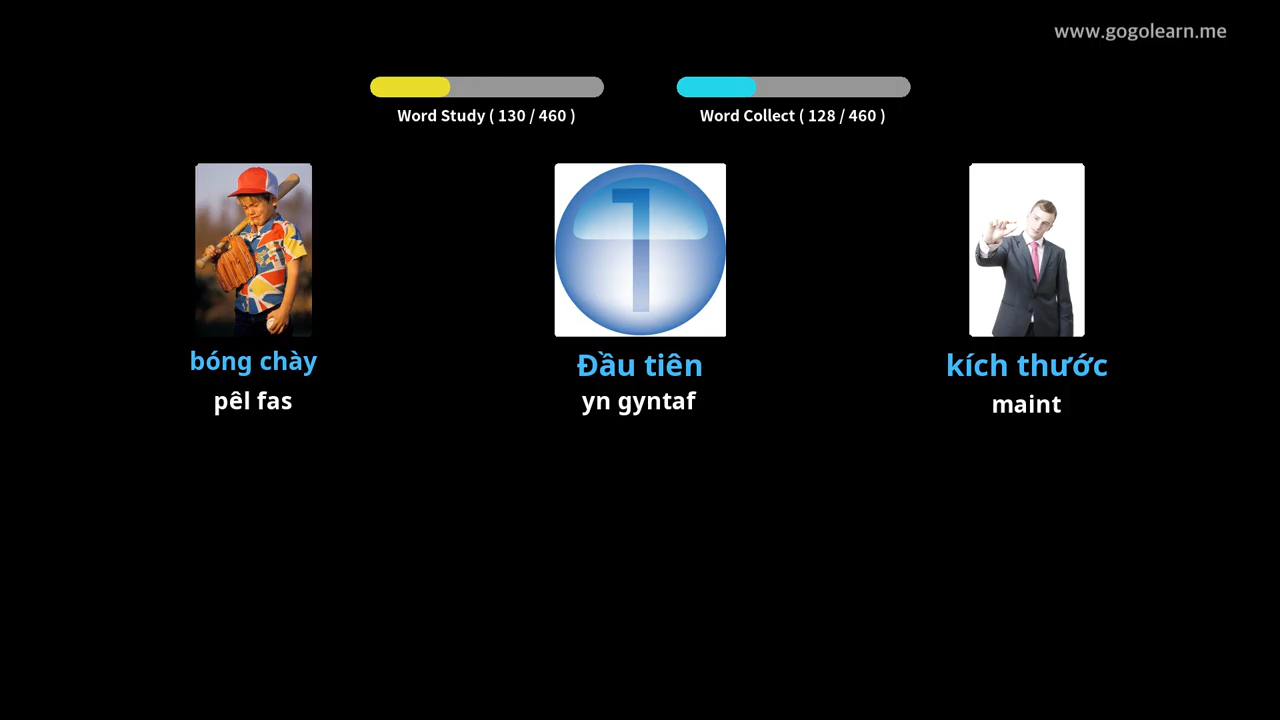 www.gogolearn.me
Word Study ( 130 / 460 )
Word Collect ( 128 / 460 )
1
bóng chày
Đầu tiên
kích thước
pêl fas
yn gyntaf
maint